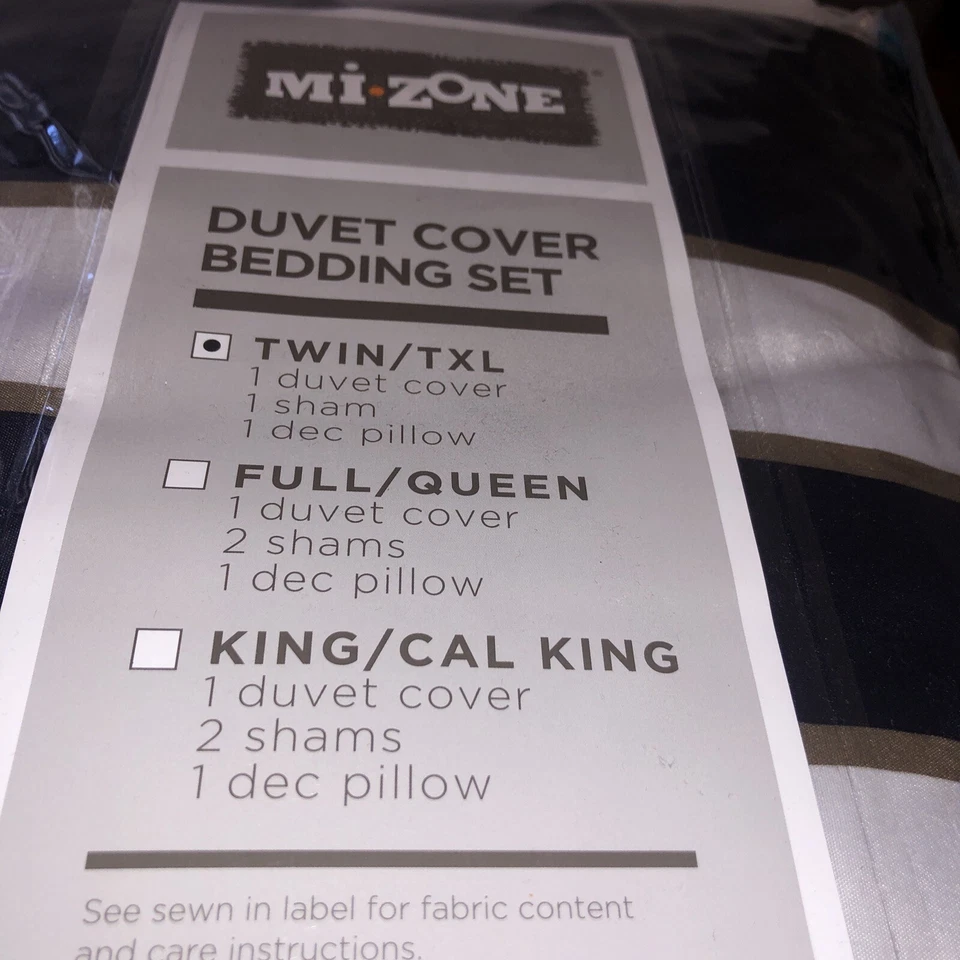 Mi•ZONE
DUVET COVER
BEDDING SET
TWIN/TXL
1 duvet cover
1 sham
1 dec pillow
FULL/QUEEN
1 duvet cover
2 shams
1 dec pillow
KING/CAL KING
1 duvet cover
2 shams
1 dec pillow
See sewn in label for fabric content
and care instructions.